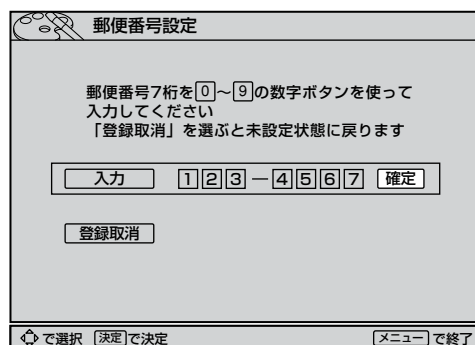 郵便番号設定
郵便番号7桁を0～9の数字ボタンを使って
入力してください
「登録取消」を選ぶと未設定状態に戻ります
入力 123－4567 確定
登録取消
で選択 決定で決定 メニューで終了